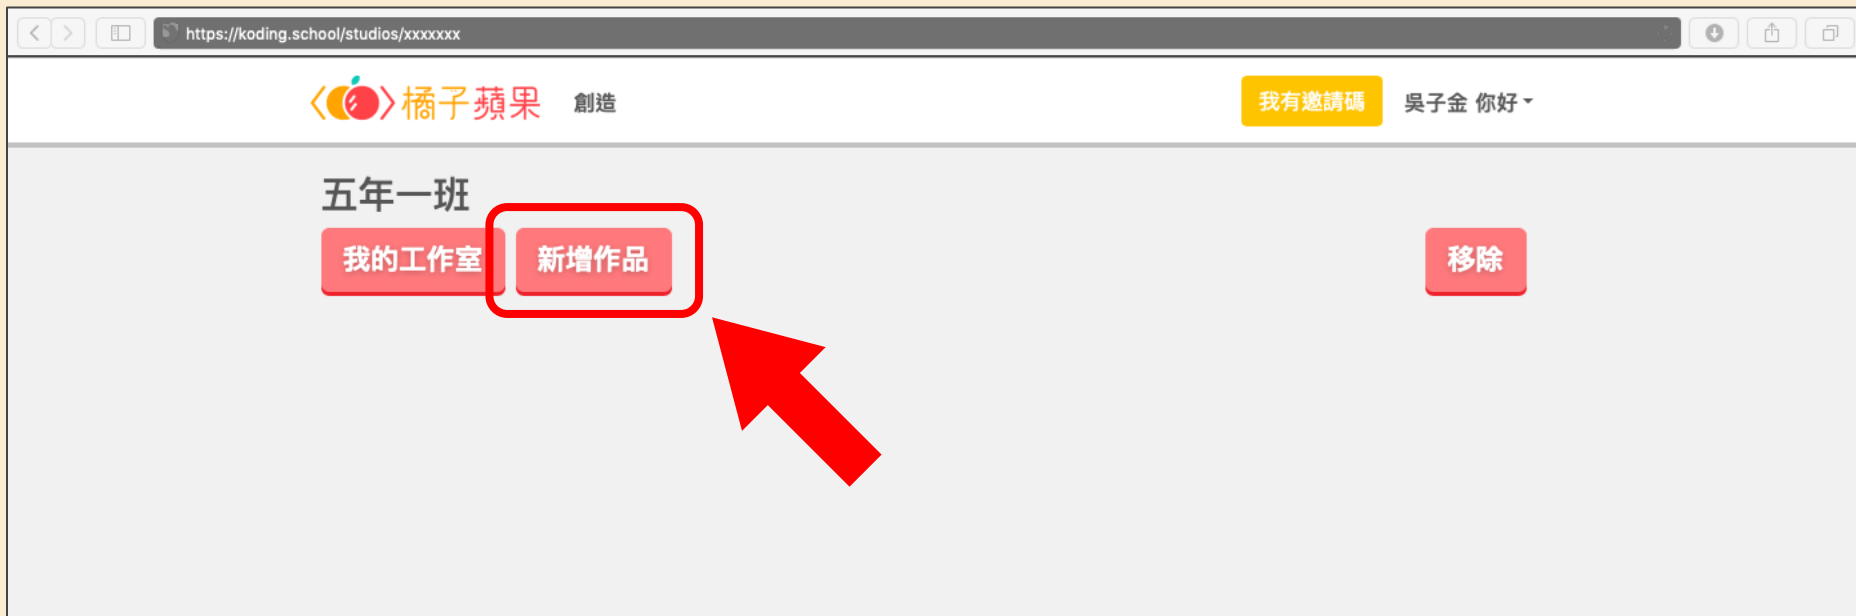 https://koding.school/studios/xxxxxxx
橘子蘋果 創造 我有邀請碼 吳子金 你好
五年一班
我的工作室 新增作品 移除